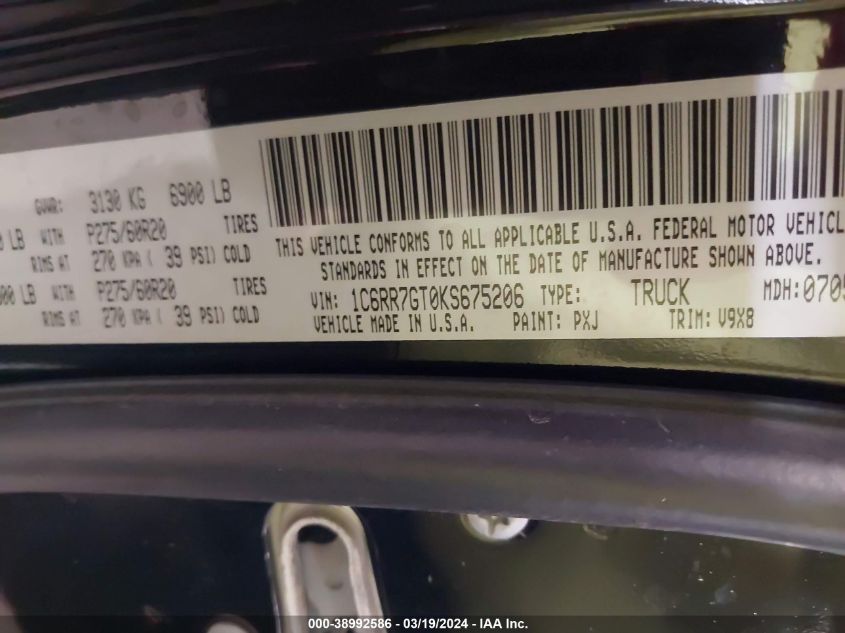 GVWR: 3130 KG 6900 LB
LB WITH P275/60R20 TIRES
RIMS AT 270 KPA ( 39 PSI) COLD
00 LB WITH P275/60R20 TIRES
RIMS AT 270 KPA ( 39 PSI) COLD
THIS VEHICLE CONFORMS TO ALL APPLICABLE U.S.A. FEDERAL MOTOR VEHICL
STANDARDS IN EFFECT ON THE DATE OF MANUFACTURE SHOWN ABOVE.
VIN: 1C6RR7GT0KS675206 TYPE: TRUCK MDH:0705
VEHICLE MADE IN U.S.A. PAINT: PXJ TRIM: V9X8
000-38992586 - 03/19/2024 - IAA Inc.